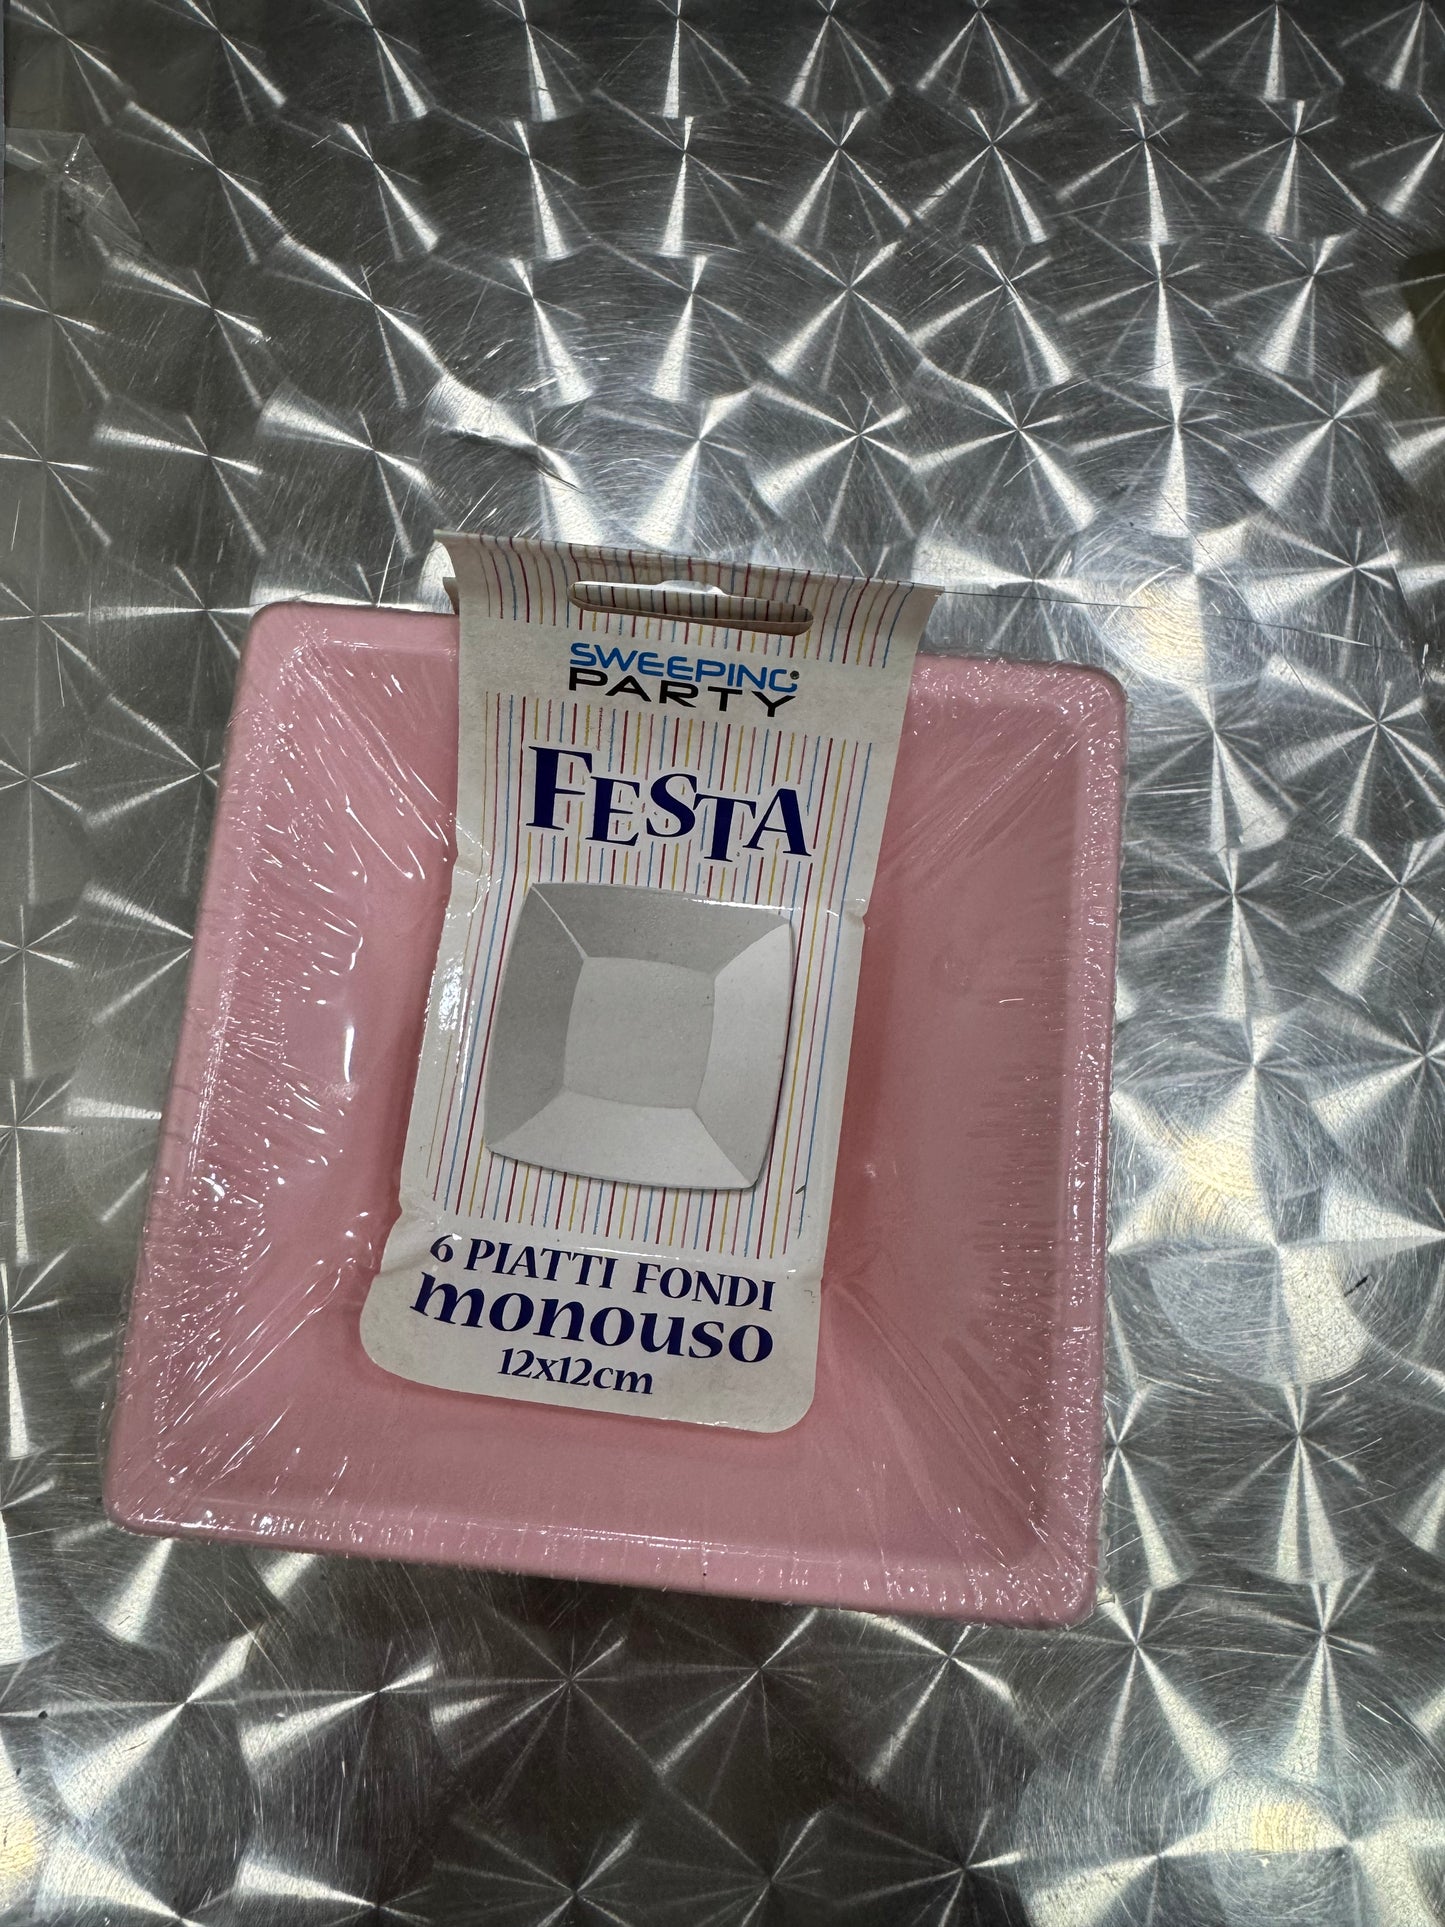 SWEEPING®
PARTY
FESTA
6 PIATTI FONDI
monouso
12x12cm